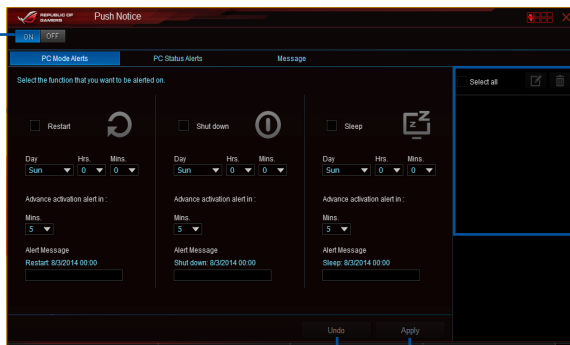 REPUBLIC OF GAMERS Push Notice
ON OFF
PC Mode Alerts PC Status Alerts Message
Select the function that you want to be alerted on.
Select all
Restart Shut down Sleep
Day Hrs. Mins. Day Hrs. Mins. Day Hrs. Mins.
Sun 0 0 Sun 0 0 Sun 0 0
Advance activation alert in : Advance activation alert in : Advance activation alert in :
Mins. Mins. Mins.
5 5 5
Alert Message Alert Message Alert Message
Restart: 8/3/2014 00:00 Shut down: 8/3/2014 00:00 Sleep: 8/3/2014 00:00
Undo Apply